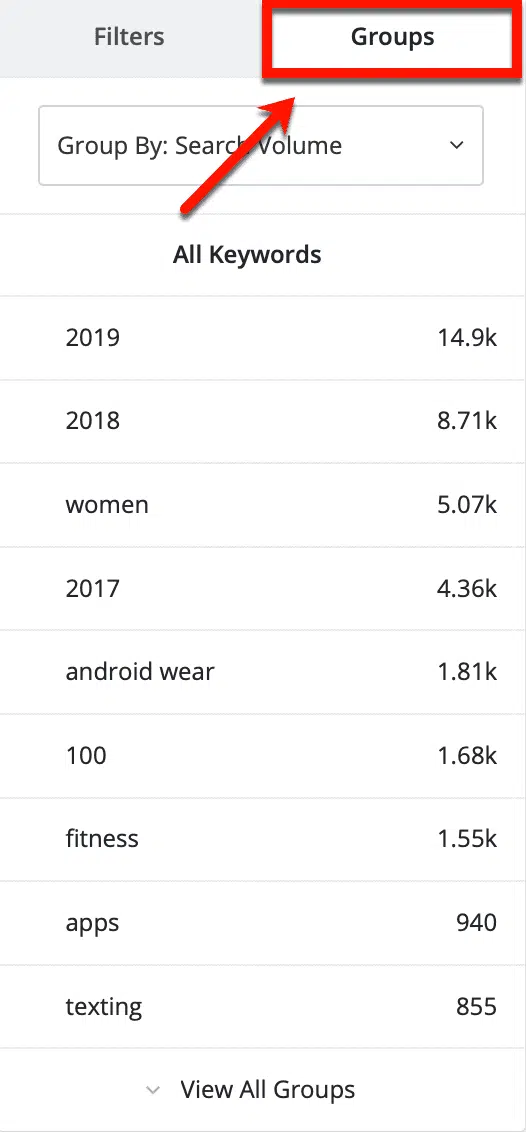 Filters Groups
Group By: Search Volume
All Keywords
2019 14.9k
2018 8.71k
women 5.07k
2017 4.36k
android wear 1.81k
100 1.68k
fitness 1.55k
apps 940
texting 855
View All Groups